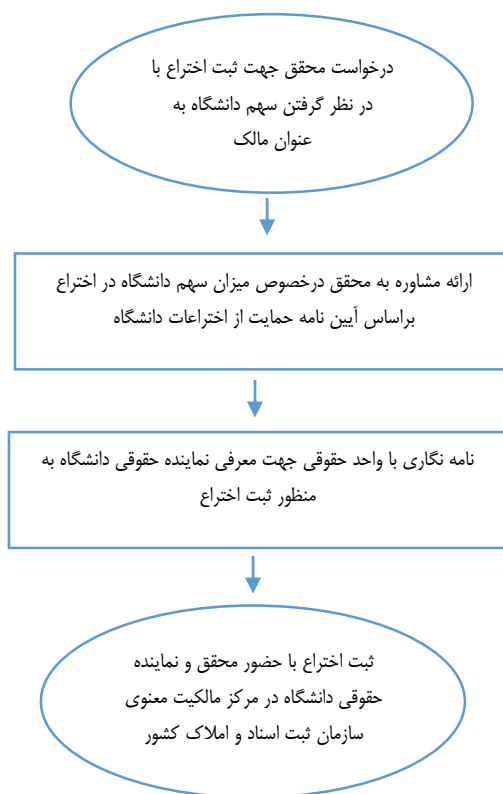 درخواست محقق جهت ثبت اختراع با
در نظر گرفتن سهم دانشگاه به
عنوان مالک
ارائه مشاوره به محقق درخصوص میزان سهم دانشگاه در اختراع
براساس آیین نامه حمایت از اختراعات دانشگاه
نامه نگاری با واحد حقوقی جهت معرفی نماینده حقوقی دانشگاه به
منظور ثبت اختراع
ثبت اختراع با حضور محقق و نماینده
حقوقی دانشگاه در مرکز مالکیت معنوی
سازمان ثبت اسناد و املاک کشور